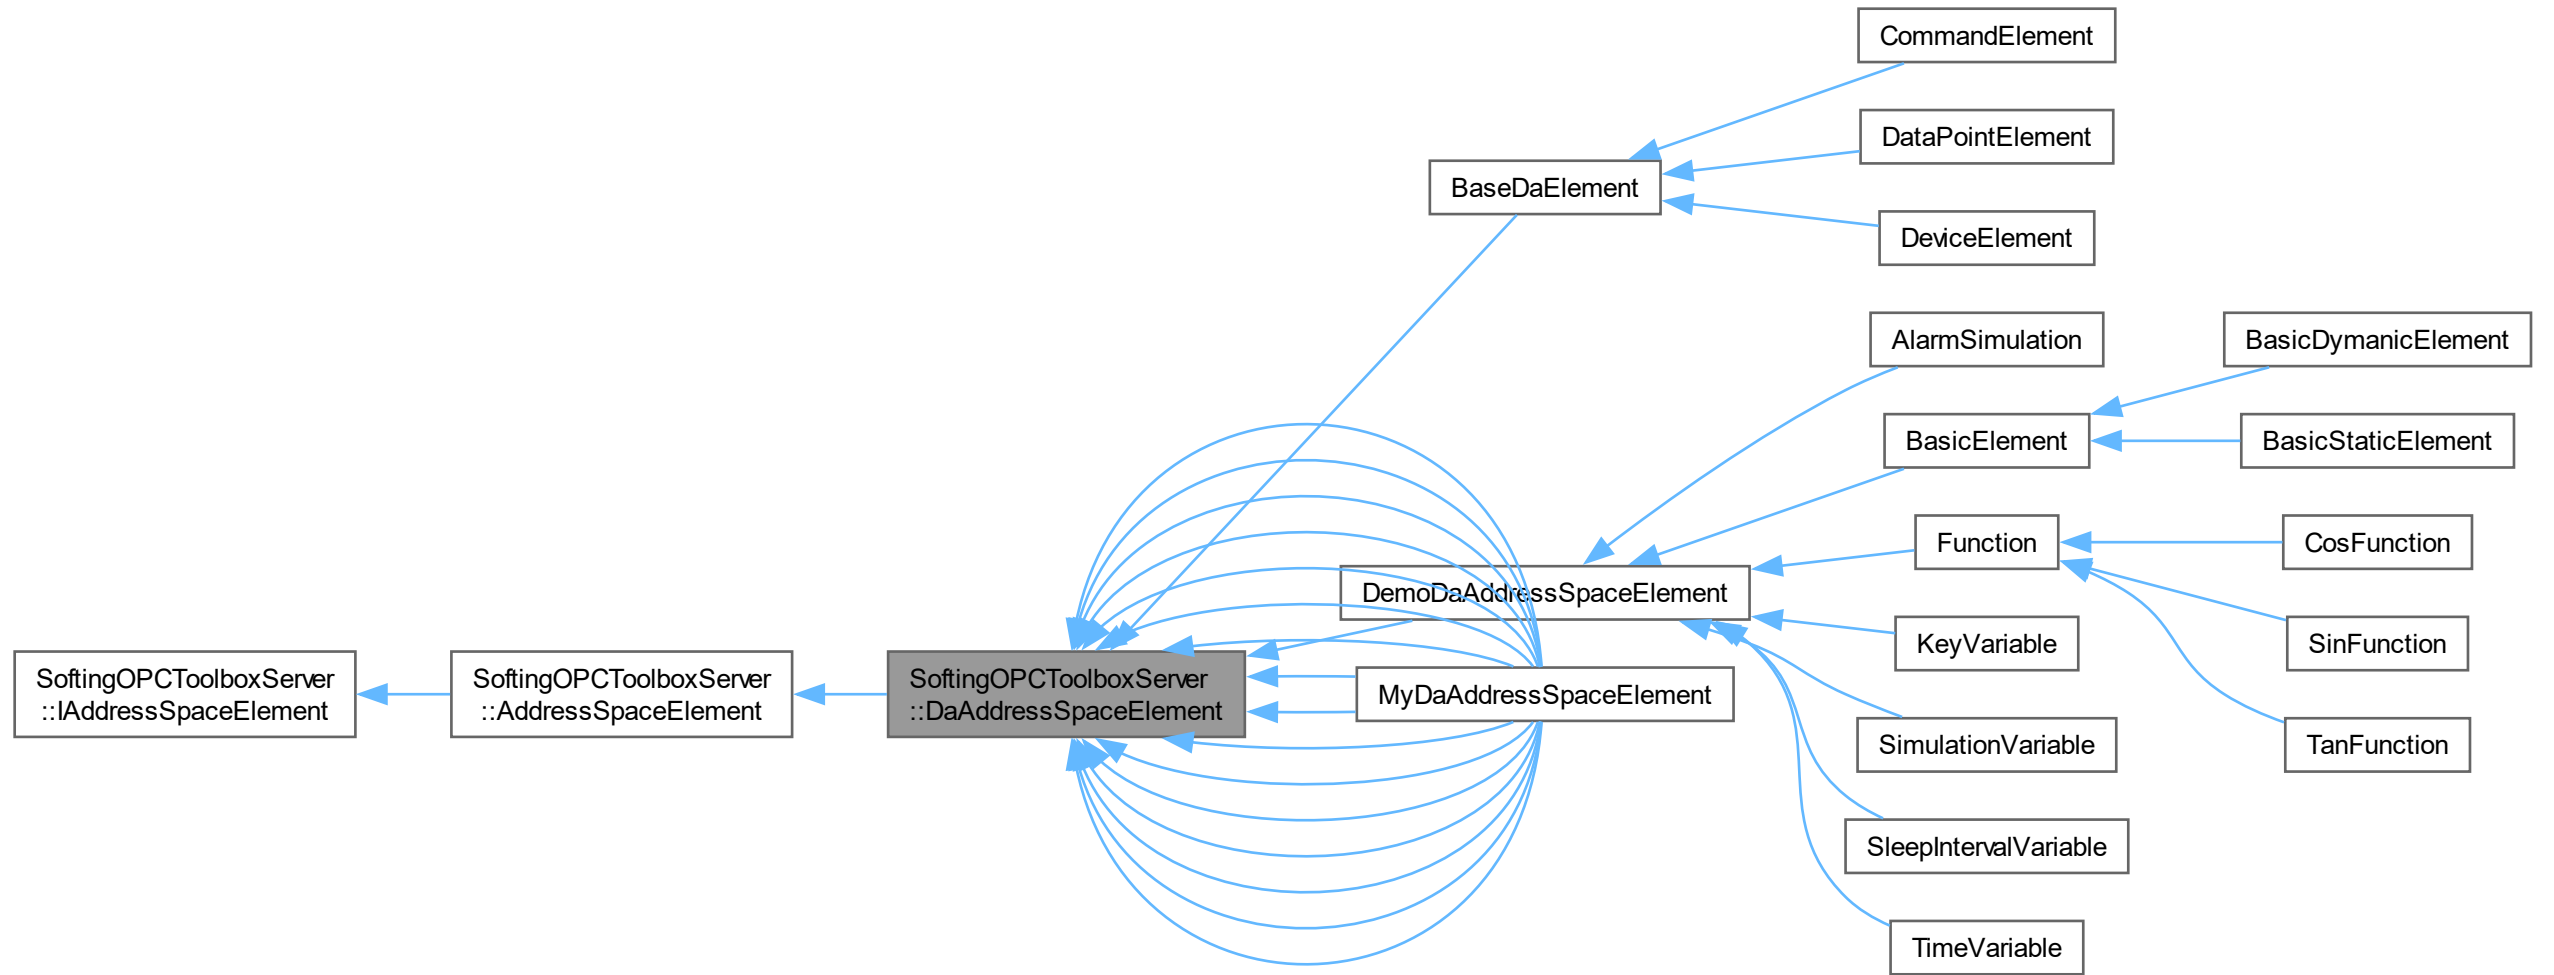 CommandElement
DataPointElement
BaseDaElement
DeviceElement
AlarmSimulation
BasicDymanicElement
BasicElement
BasicStaticElement
Function
CosFunction
DemoDaAddressSpaceElement
KeyVariable
SinFunction
SoftingOPCToolboxServer
::IAddressSpaceElement
SoftingOPCToolboxServer
::AddressSpaceElement
SoftingOPCToolboxServer
::DaAddressSpaceElement
MyDaAddressSpaceElement
SimulationVariable
TanFunction
SleepIntervalVariable
TimeVariable